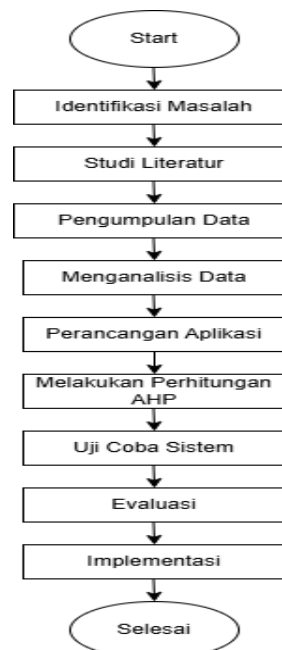 Start
Identifikasi Masalah
Studi Literatur
Pengumpulan Data
Menganalisis Data
Perancangan Aplikasi
Melakukan Perhitungan
AHP
Uji Coba Sistem
Evaluasi
Implementasi
Selesai